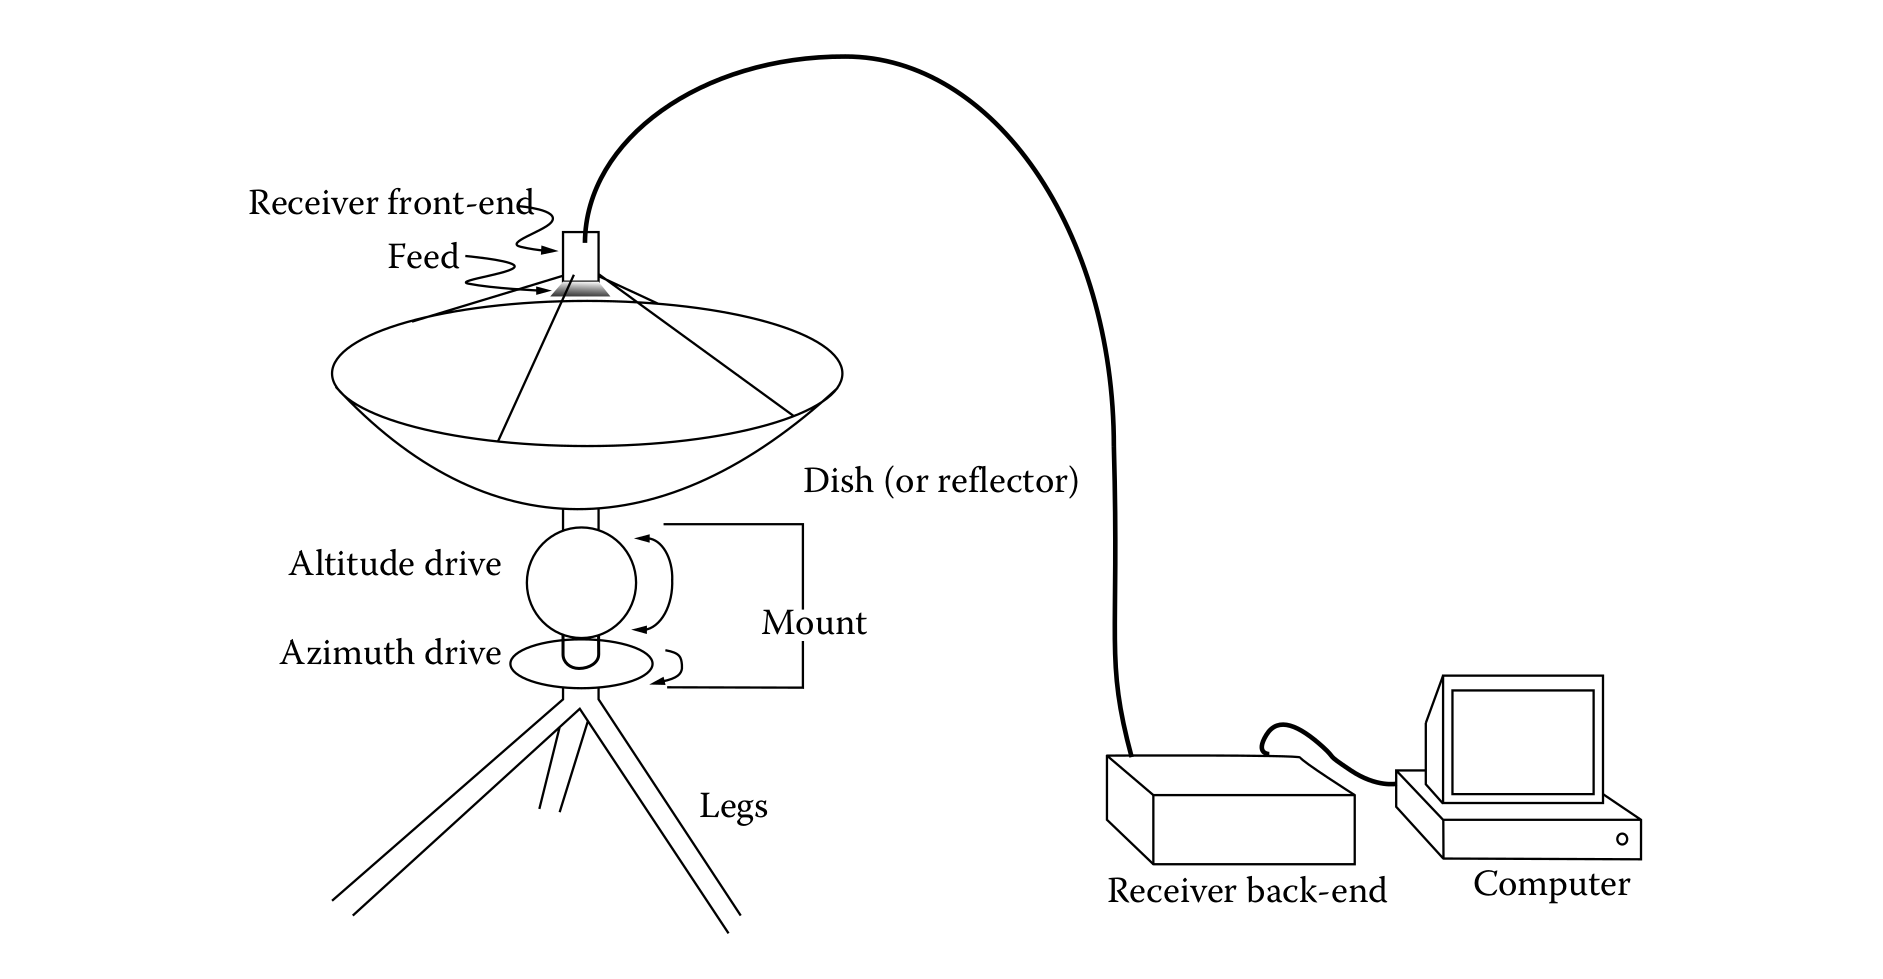 Receiver front-end
Feed
Dish (or reflector)
Altitude drive
Mount
Azimuth drive
Legs
Receiver back-end
Computer